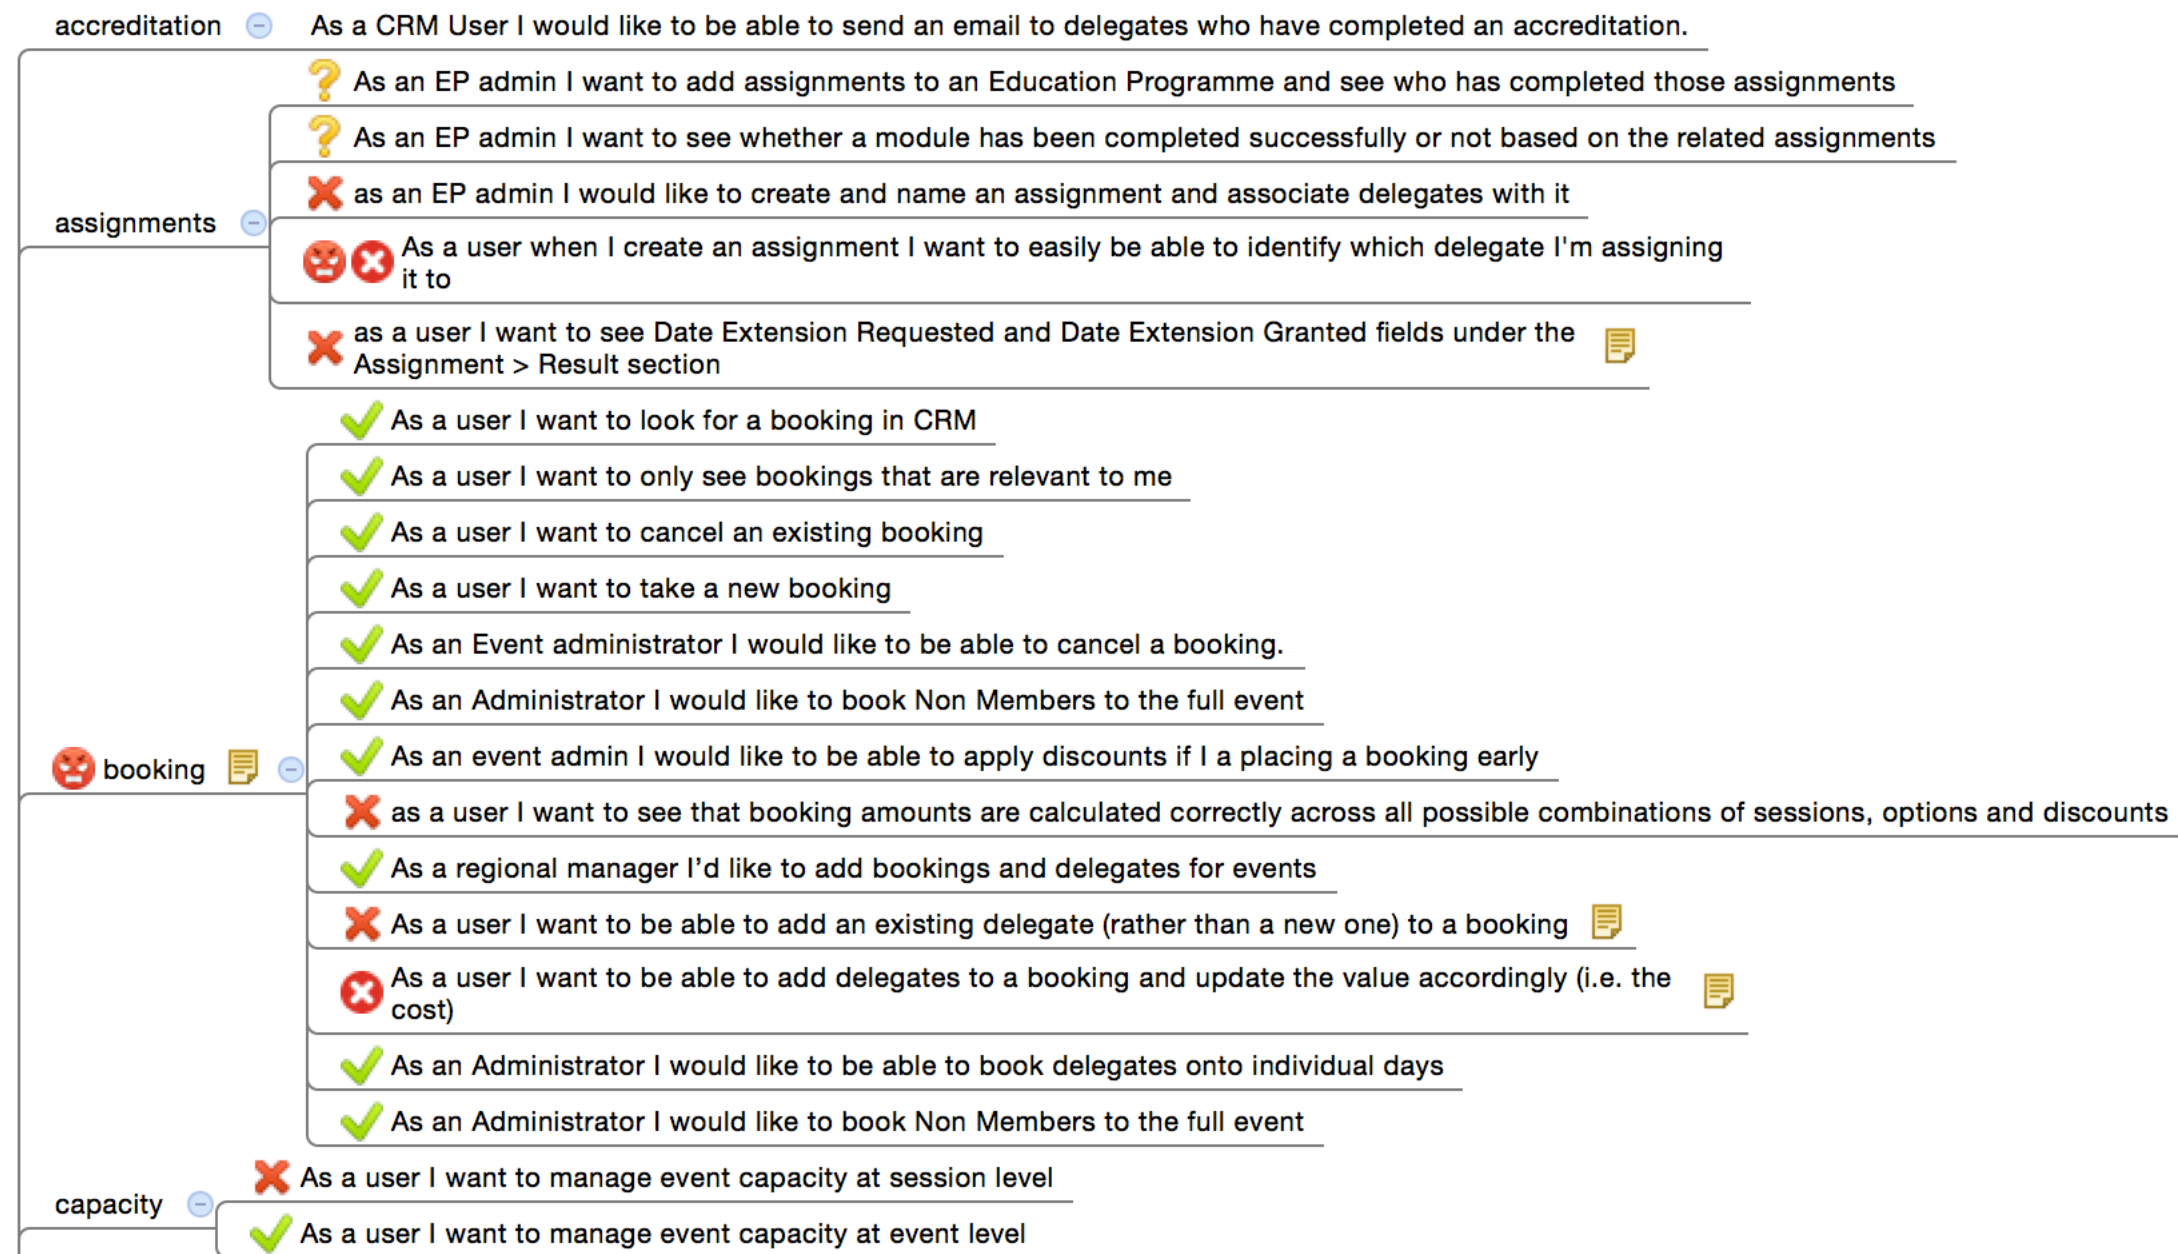 accreditation
As a CRM User I would like to be able to send an email to delegates who have completed an accreditation.
assignments
As an EP admin I want to add assignments to an Education Programme and see who has completed those assignments
As an EP admin I want to see whether a module has been completed successfully or not based on the related assignments
as an EP admin I would like to create and name an assignment and associate delegates with it
As a user when I create an assignment I want to easily be able to identify which delegate I'm assigning
it to
as a user I want to see Date Extension Requested and Date Extension Granted fields under the
Assignment > Result section
booking
As a user I want to look for a booking in CRM
As a user I want to only see bookings that are relevant to me
As a user I want to cancel an existing booking
As a user I want to take a new booking
As an Event administrator I would like to be able to cancel a booking.
As an Administrator I would like to book Non Members to the full event
As an event admin I would like to be able to apply discounts if I a placing a booking early
as a user I want to see that booking amounts are calculated correctly across all possible combinations of sessions, options and discounts
As a regional manager I’d like to add bookings and delegates for events
As a user I want to be able to add an existing delegate (rather than a new one) to a booking
As a user I want to be able to add delegates to a booking and update the value accordingly (i.e. the
cost)
As an Administrator I would like to be able to book delegates onto individual days
As an Administrator I would like to book Non Members to the full event
capacity
As a user I want to manage event capacity at session level
As a user I want to manage event capacity at event level